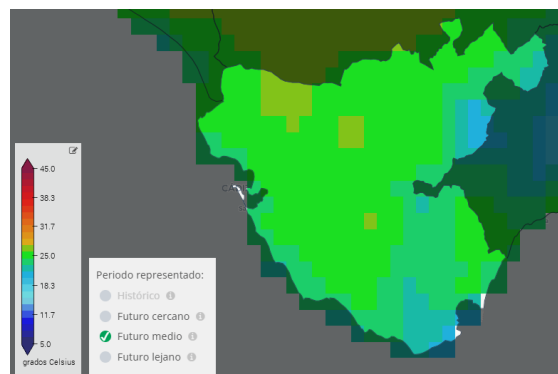 45.0
38.3
31.7
25.0
18.3
11.7
5.0
grados Celsius
Periodo representado:
Histórico
Futuro cercano
Futuro medio
Futuro lejano